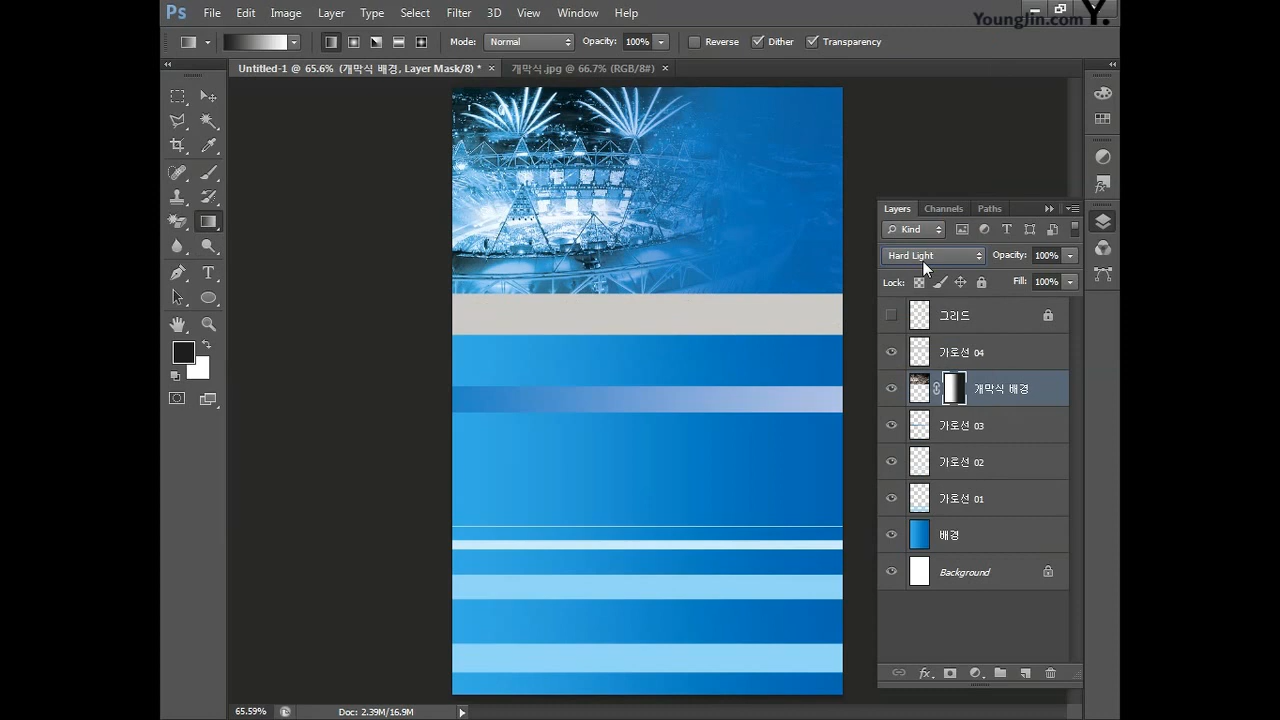 Ps File Edit Image Layer Type Select Filter 3D View Window Help
YoungJin.com Y.
Mode: Normal Opacity: 100% Reverse Dither Transparency
Untitled-1 @ 65.6% (개막식 배경, Layer Mask/8) * × 개막식.jpg @ 66.7% (RGB/8#) ×
Layers Channels Paths
Kind
Hard Light Opacity: 100%
Lock: Fill: 100%
그리드
가로선 04
개막식 배경
가로선 03
가로선 02
가로선 01
배경
Background
fx
65.59% Doc: 2.39M/16.9M